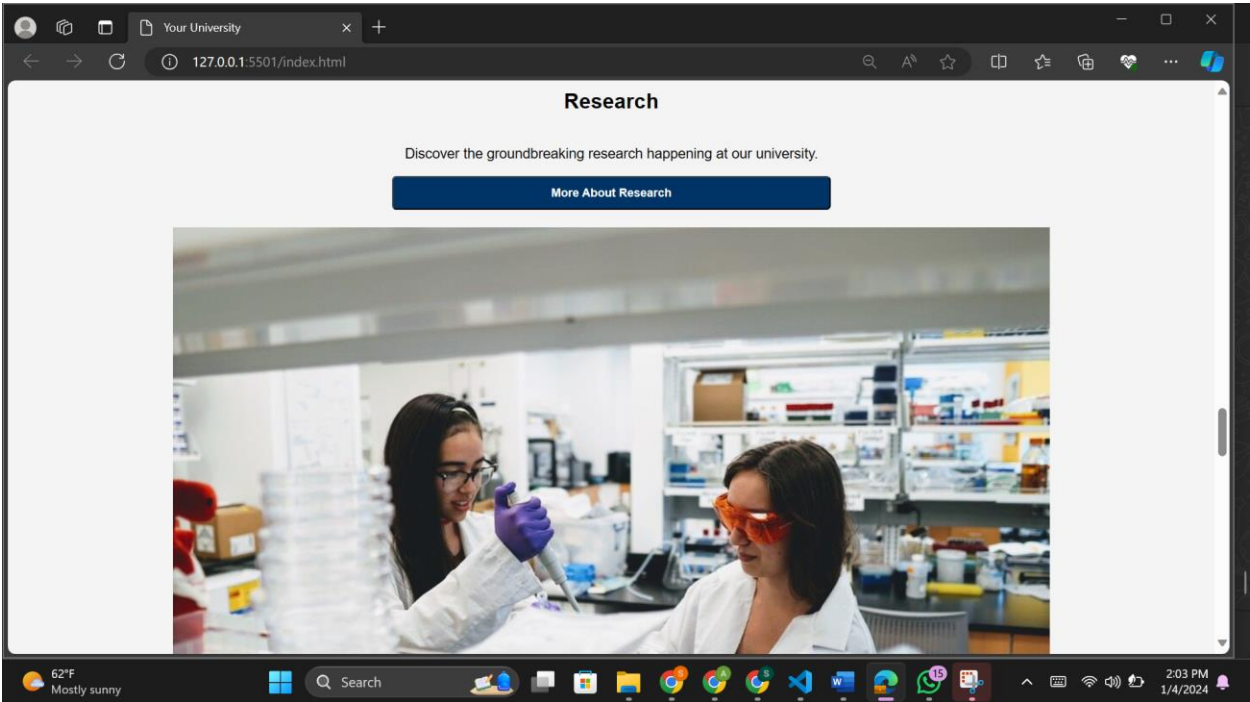 Your University
127.0.0.1:5501/index.html
Research
Discover the groundbreaking research happening at our university.
More About Research
62°F
Mostly sunny
Search
S
A
S
W
15
2:03 PM
1/4/2024